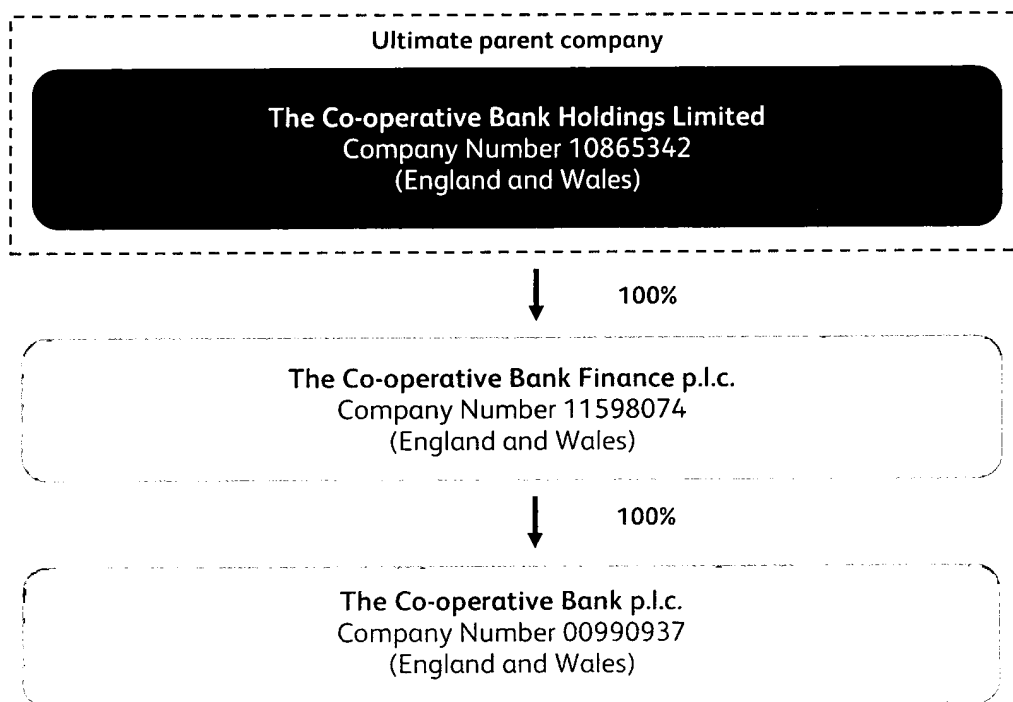 Ultimate parent company
The Co-operative Bank Holdings Limited
Company Number 10865342
(England and Wales)
100%
The Co-operative Bank Finance p.l.c.
Company Number 11598074
(England and Wales)
100%
The Co-operative Bank p.l.c.
Company Number 00990937
(England and Wales)